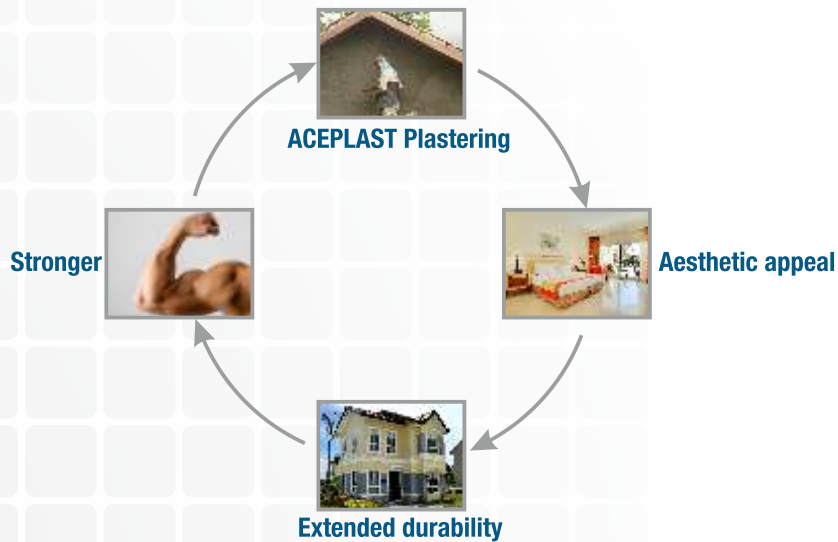 ACEPLAST Plastering
Stronger
Aesthetic appeal
Extended durability